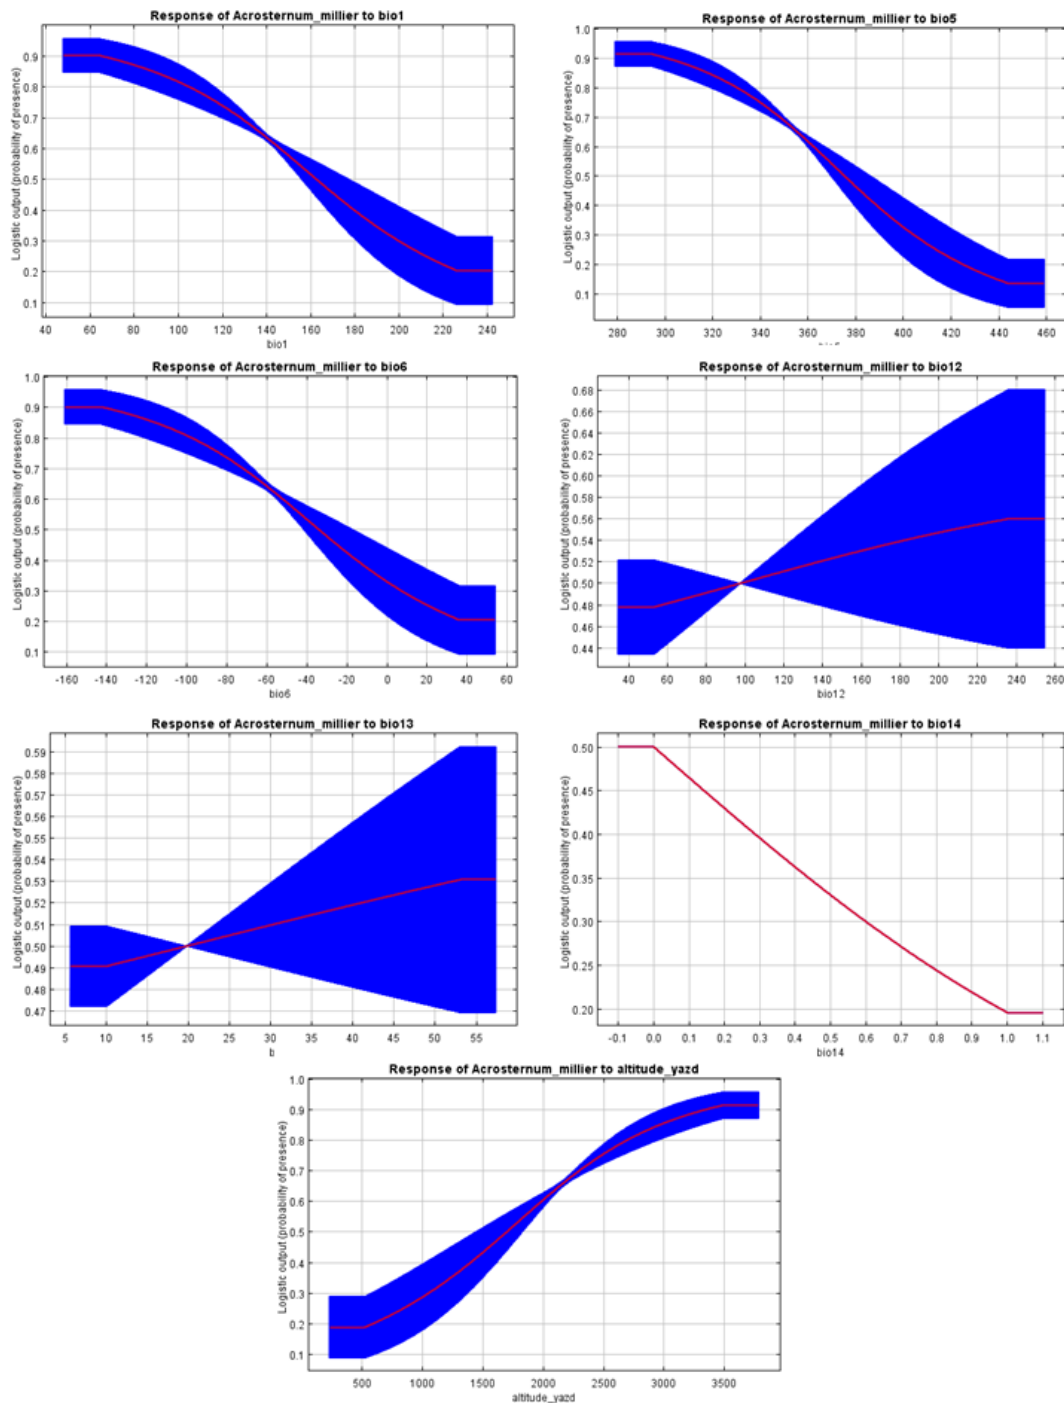 Response of Acrosternum_millier to bio1
Logistic output (probability of presence)
0.9
0.8
0.7
0.6
0.5
0.4
0.3
0.2
0.1
40 60 80 100 120 140 160 180 200 220 240
bio1
Response of Acrosternum_millier to bio5
Logistic output (probability of presence)
1.0
0.9
0.8
0.7
0.6
0.5
0.4
0.3
0.2
0.1
280 300 320 340 360 380 400 420 440 460
Response of Acrosternum_millier to bio6
Logistic output (probability of presence)
1.0
0.9
0.8
0.7
0.6
0.5
0.4
0.3
0.2
0.1
-160 -140 -120 -100 -80 -60 -40 -20 0 20 40 60
bio6
Response of Acrosternum_millier to bio12
Logistic output (probability of presence)
0.68
0.66
0.64
0.62
0.60
0.58
0.56
0.54
0.52
0.50
0.48
0.46
0.44
40 60 80 100 120 140 160 180 200 220 240 260
bio12
Response of Acrosternum_millier to bio13
Logistic output (probability of presence)
0.59
0.58
0.57
0.56
0.55
0.54
0.53
0.52
0.51
0.50
0.49
0.48
0.47
5 10 15 20 25 30 35 40 45 50 55
b
Response of Acrosternum_millier to bio14
Logistic output (probability of presence)
0.50
0.45
0.40
0.35
0.30
0.25
0.20
-0.1 0.0 0.1 0.2 0.3 0.4 0.5 0.6 0.7 0.8 0.9 1.0 1.1
bio14
Response of Acrosternum_millier to altitude_yazd
Logistic output (probability of presence)
1.0
0.9
0.8
0.7
0.6
0.5
0.4
0.3
0.2
0.1
500 1000 1500 2000 2500 3000 3500
altitude_yazd